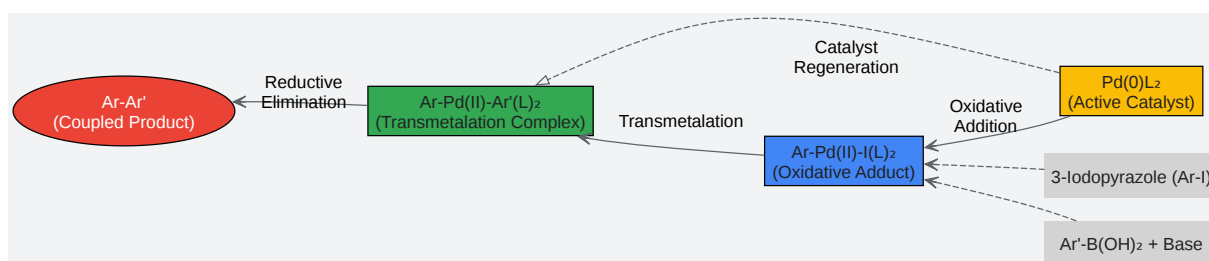 Catalyst
Regeneration
Pd(0)L₂
(Active Catalyst)
Reductive
Elimination
Ar-Ar'
(Coupled Product)
Ar-Pd(II)-Ar'(L)₂
(Transmetalation Complex)
Oxidative
Addition
Transmetalation
Ar-Pd(II)-I(L)₂
(Oxidative Adduct)
3-Iodopyrazole (Ar-I)
Ar'-B(OH)₂ + Base